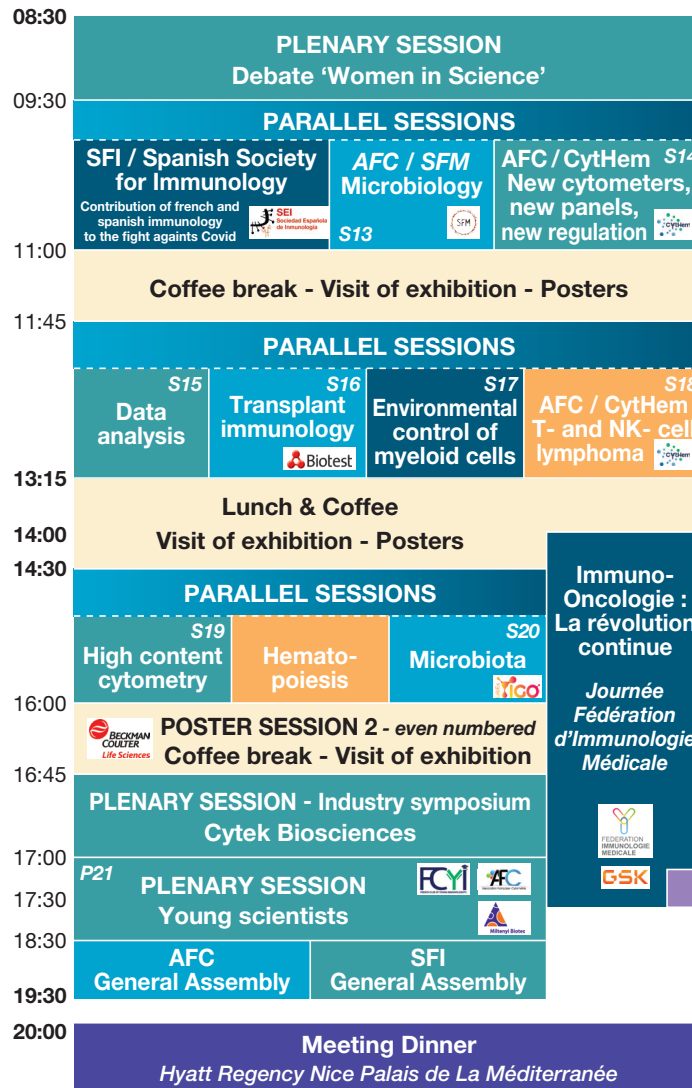 08:30
PLENARY SESSION
Debate ‘Women in Science’
09:30
PARALLEL SESSIONS
SFI / Spanish Society
for Immunology
Contribution of french and
spanish immunology
to the fight againts Covid
SEI
Sociedad Española
de Inmunología
AFC / SFM
Microbiology
S13
SFM
AFC / CytHem S14
New cytometers,
new panels,
new regulation
CytHem
11:00
Coffee break - Visit of exhibition - Posters
11:45
PARALLEL SESSIONS
S15
Data
analysis
S16
Transplant
immunology
Biotest
S17
Environmental
control of
myeloid cells
S18
AFC / CytHem
T- and NK- cell
lymphoma
CytHem
13:15
Lunch & Coffee
14:00
Visit of exhibition - Posters
14:30
PARALLEL SESSIONS
S19
High content
cytometry
Hemato-
poiesis
S20
Microbiota
YIGO
Immuno-
Oncologie :
La révolution
continue
Journée
Fédération
d’Immunologie
Médicale
FEDERATION
IMMUNOLOGIE
MEDICALE
GSK
16:00
BECKMAN
COULTER
Life Sciences
POSTER SESSION 2 - even numbered
Coffee break - Visit of exhibition
16:45
PLENARY SESSION - Industry symposium
Cytek Biosciences
17:00
P21
PLENARY SESSION
Young scientists
FCYI
AFC
Miltenyi Biotec
17:30
18:30
AFC
General Assembly
SFI
General Assembly
19:30
20:00
Meeting Dinner
Hyatt Regency Nice Palais de La Méditerranée